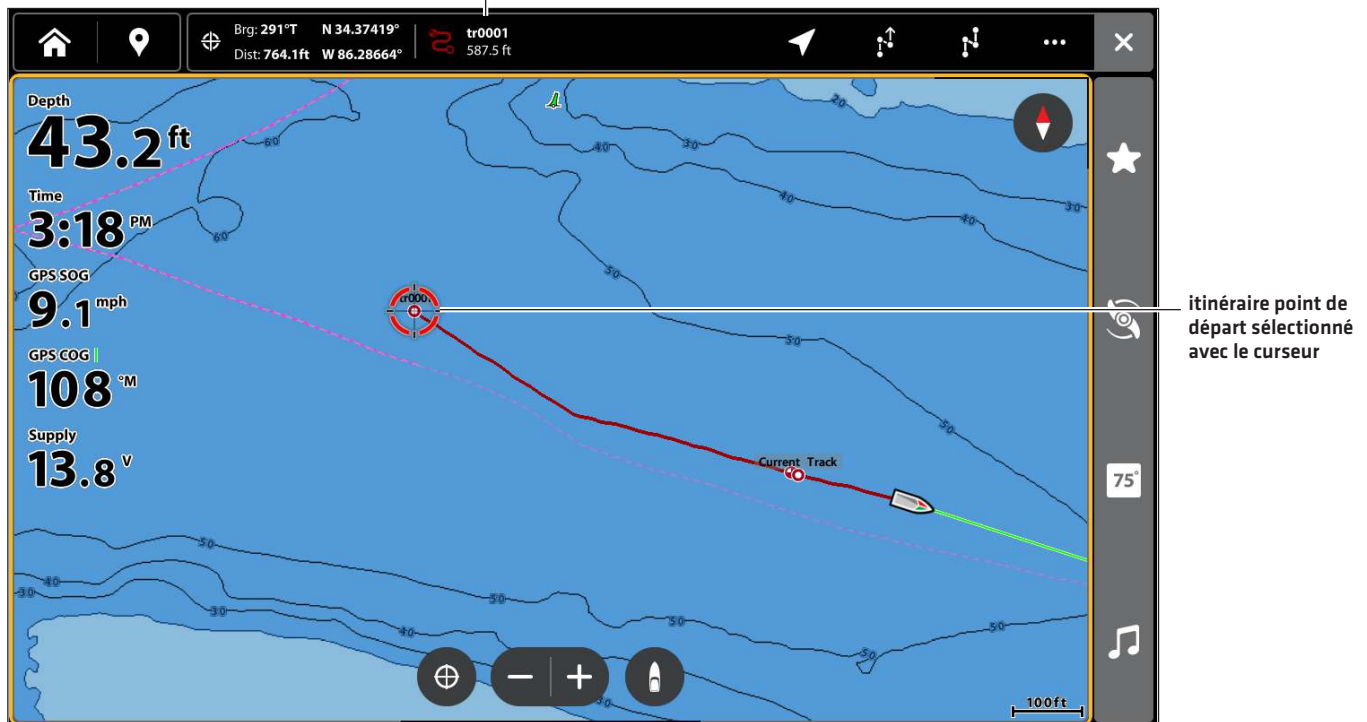 Brg: 291°T N 34.37419°
Dist: 764.1ft W 86.28664°
tr0001
587.5 ft
Depth
43.2 ft
Time
3:18 PM
GPS SOG
9.1 mph
GPS COG
108 °M
Supply
13.8 V
60
60
40
30
20
40
40
30
50
50
50
50
tr0001
Current Track
itinéraire point de
départ sélectionné
avec le curseur
75°
50
40
30
30
50
40
50
50
50
100ft